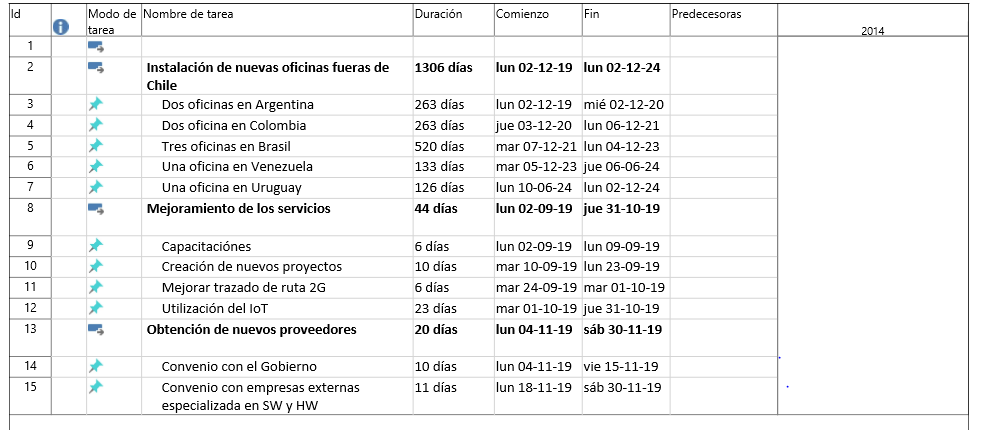 Id Modo de tarea Nombre de tarea Duración Comienzo Fin Predecesoras 2014
1
2 Instalación de nuevas oficinas fueras de Chile 1306 días lun 02-12-19 lun 02-12-24
3 Dos oficinas en Argentina 263 días lun 02-12-19 mié 02-12-20
4 Dos oficina en Colombia 263 días jue 03-12-20 lun 06-12-21
5 Tres oficinas en Brasil 520 días mar 07-12-21 lun 04-12-23
6 Una oficina en Venezuela 133 días mar 05-12-23 jue 06-06-24
7 Una oficina en Uruguay 126 días lun 10-06-24 lun 02-12-24
8 Mejoramiento de los servicios 44 días lun 02-09-19 jue 31-10-19
9 Capacitaciónes 6 días lun 02-09-19 lun 09-09-19
10 Creación de nuevos proyectos 10 días mar 10-09-19 lun 23-09-19
11 Mejorar trazado de ruta 2G 6 días mar 24-09-19 mar 01-10-19
12 Utilización del IoT 23 días mar 01-10-19 jue 31-10-19
13 Obtención de nuevos proveedores 20 días lun 04-11-19 sáb 30-11-19
14 Convenio con el Gobierno 10 días lun 04-11-19 vie 15-11-19
15 Convenio con empresas externas especializada en SW y HW 11 días lun 18-11-19 sáb 30-11-19